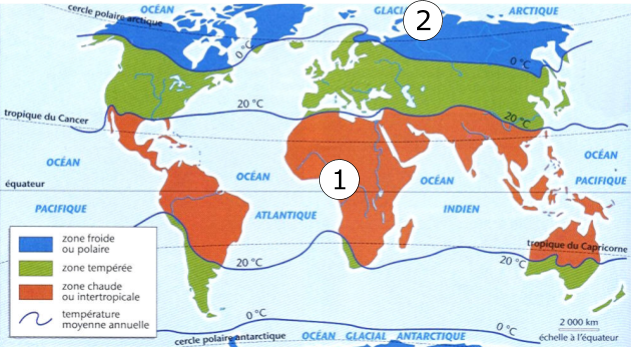 OCÉAN
GLACIAL
2
ARCTIQUE
cercle polaire arctique
0 °C
0 °C
20 °C
20 °C
tropique du Cancer
OCÉAN
OCÉAN
1
OCÉAN
OCÉAN
équateur
PACIFIQUE
PACIFIQUE
ATLANTIQUE
INDIEN
zone froide
ou polaire
zone tempérée
zone chaude
ou intertropicale
température
moyenne annuelle
tropique du Capricorne
20 °C
20 °C
0 °C
0 °C
2 000 km
échelle à l'équateur
cercle polaire antarctique
OCÉAN GLACIAL ANTARCTIQUE